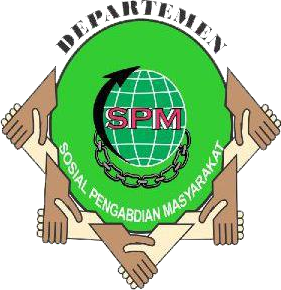 DEPARTEMEN
SPM
SOSIAL PENGABDIAN MASYARAKAT